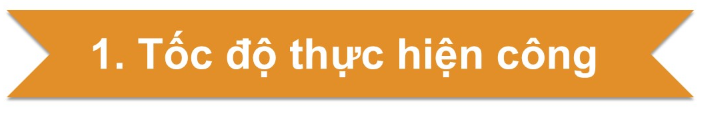 1. Tốc độ thực hiện công